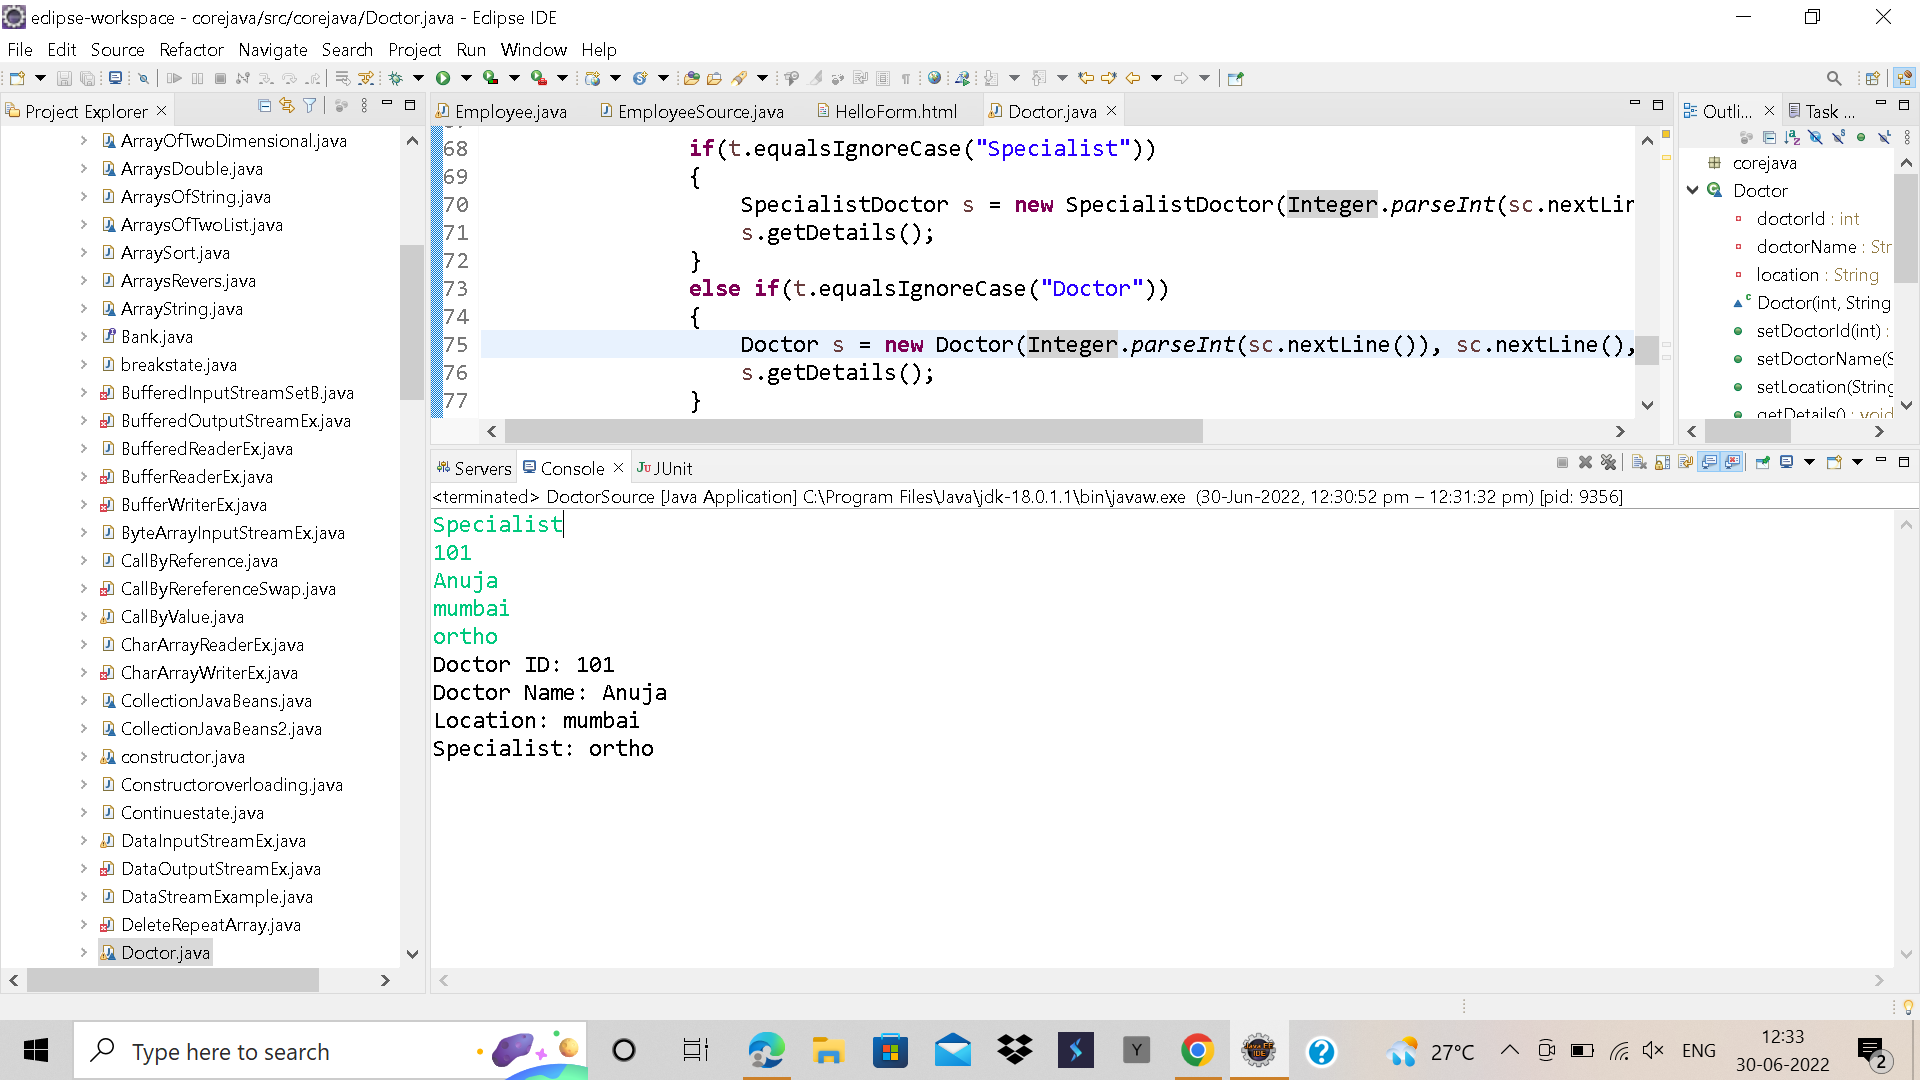 eclipse-workspace - corejava/src/corejava/Doctor.java - Eclipse IDE
File Edit Source Refactor Navigate Search Project Run Window Help
Project Explorer
ArrayOfTwoDimensional.java
ArraysDouble.java
ArraysOfString.java
ArraysOfTwoList.java
ArraySort.java
ArraysRevers.java
ArrayString.java
Bank.java
breakstate.java
BufferedInputStreamSetB.java
BufferedOutputStreamEx.java
BufferedReaderEx.java
BufferReaderEx.java
BufferWriterEx.java
ByteArrayInputStreamEx.java
CallByReference.java
CallByRereferenceSwap.java
CallByValue.java
CharArrayReaderEx.java
CharArrayWriterEx.java
CollectionJavaBeans.java
CollectionJavaBeans2.java
constructor.java
Constructoroverloading.java
Continuestate.java
DataInputStreamEx.java
DataOutputStreamEx.java
DataStreamExample.java
DeleteRepeatArray.java
Doctor.java
Employee.java EmployeeSource.java HelloForm.html Doctor.java
68 if(t.equalsIgnoreCase("Specialist"))
69 {
70 SpecialistDoctor s = new SpecialistDoctor(Integer.parseInt(sc.nextLin
71 s.getDetails();
72 }
73 else if(t.equalsIgnoreCase("Doctor"))
74 {
75 Doctor s = new Doctor(Integer.parseInt(sc.nextLine()), sc.nextLine(),
76 s.getDetails();
77 }
Outli... Task ...
corejava
Doctor
doctorId : int
doctorName : Str
location : String
Doctor(int, String
setDoctorId(int) :
setDoctorName(S
setLocation(String
getDetails() : void
Servers Console Ju JUnit
<terminated> DoctorSource [Java Application] C:\Program Files\Java\jdk-18.0.1.1\bin\javaw.exe (30-Jun-2022, 12:30:52 pm – 12:31:32 pm) [pid: 9356]
Specialist
101
Anuja
mumbai
ortho
Doctor ID: 101
Doctor Name: Anuja
Location: mumbai
Specialist: ortho
Type here to search
27°C
ENG
12:33
30-06-2022
2